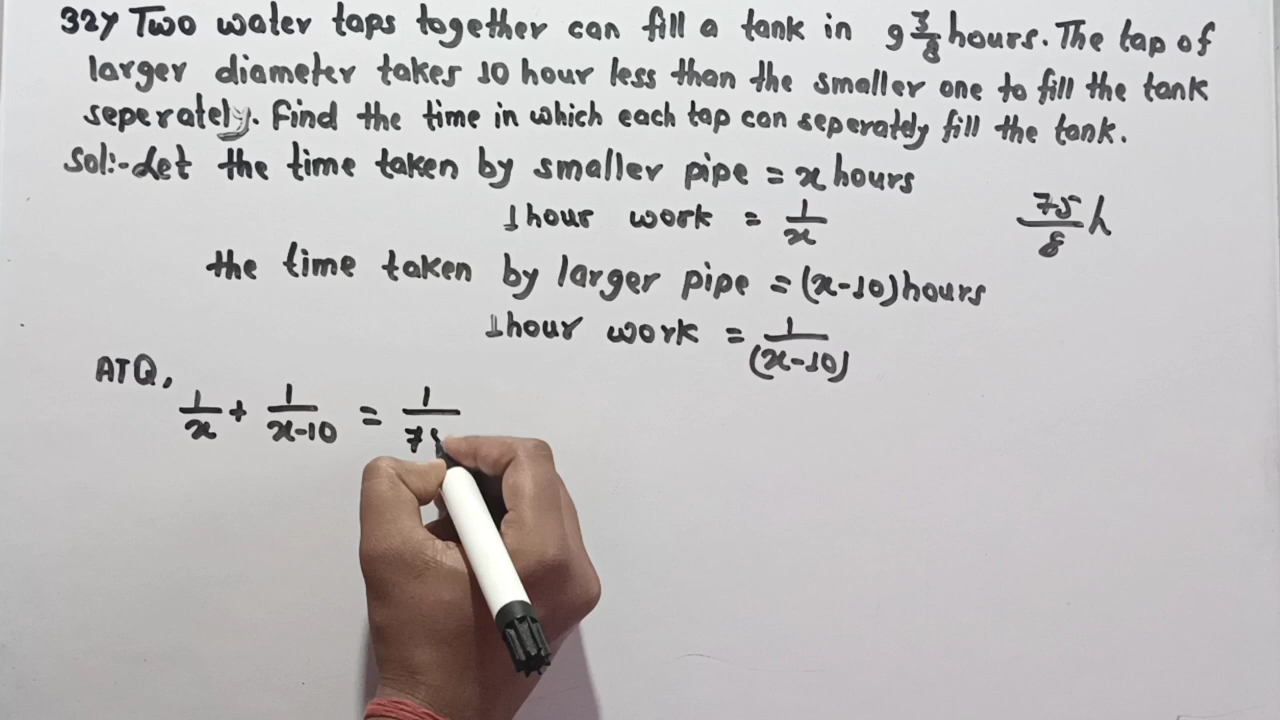 32) Two water taps together can fill a tank in 9 3/8 hours. The tap of
larger diameter takes 10 hour less than the smaller one to fill the tank
seperately. Find the time in which each tap can seperately fill the tank.
Sol:- Let the time taken by smaller pipe = x hours
1 hour work = 1/x
75/8 h
the time taken by larger pipe = (x-10) hours
1 hour work = 1/(x-10)
ATQ,
1/x + 1/x-10 = 1/